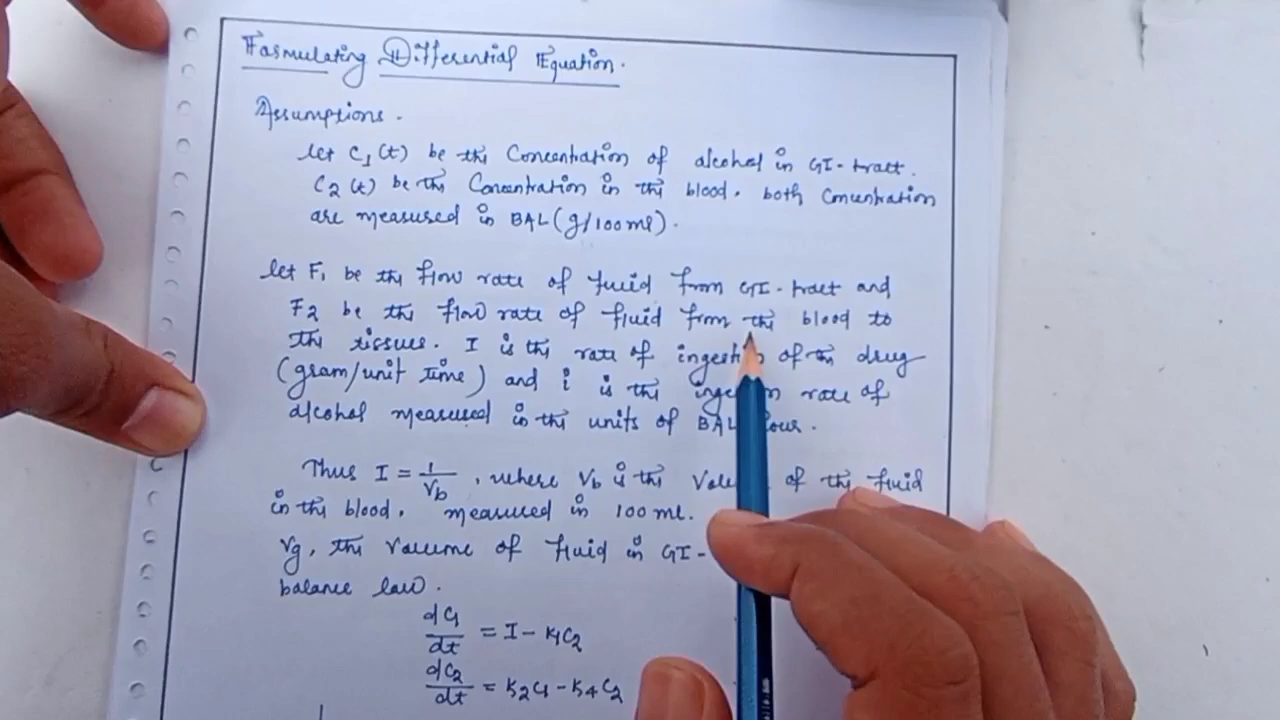 Formulating Differential Equation.
Assumptions.
let C1(t) be the Concentration of alcohol in GI-tract.
C2(t) be the Concentration in the blood. both Concentration
are measured in BAL (g/100ml).
let F1 be the flow rate of fluid from GI-tract and
F2 be the flow rate of fluid from the blood to
the tissues. I is the rate of ingestion of the drug
(gram/unit time) and i is the rate of
alcohol measured in the units of BAL
Thus I = 1/Vb, where Vb is the of the fluid
in the blood, measured in 100 ml.
Vg, the Volume of fluid in GI-
balance law.
dC1/dt = I - K1C2
dC2/dt = K2C1 - K4C2